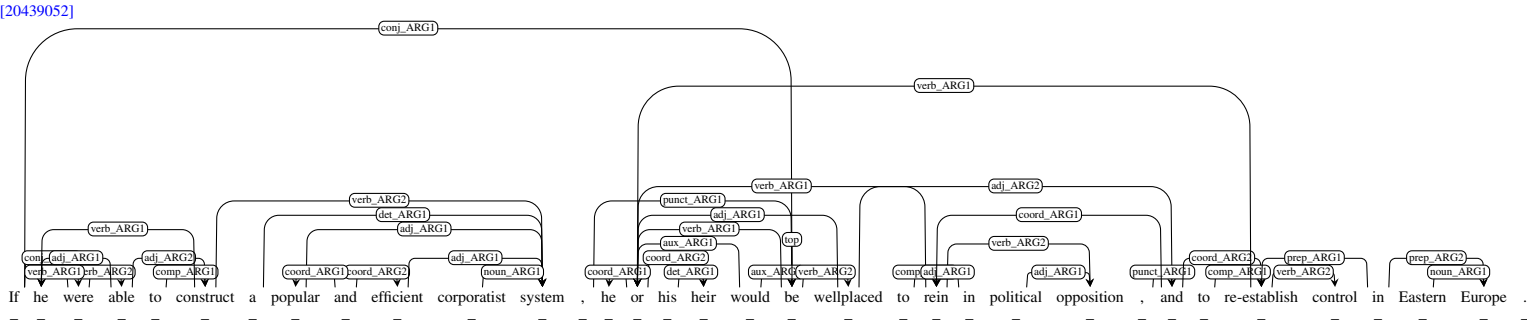 [20439052]
conj_ARG1
verb_ARG1
verb_ARG1 adj_ARG2
verb_ARG2 punct_ARG1
det_ARG1 adj_ARG1 coord_ARG1
verb_ARG1 adj_ARG1 verb_ARG1
aux_ARG1 top verb_ARG2
adj_ARG1 adj_ARG2 adj_ARG1 coord_ARG2 coord_ARG2 prep_ARG1 prep_ARG2
verb_ARG1 comp_ARG1 coord_ARG1 coord_ARG2 noun_ARG1 coord_ARG1 det_ARG1 verb_ARG2 adj_ARG1 adj_ARG1 punct_ARG1 comp_ARG1 verb_ARG2 noun_ARG1
If he were able to construct a popular and efficient corporatist system , he or his heir would be wellplaced to rein in political opposition , and to re-establish control in Eastern Europe .